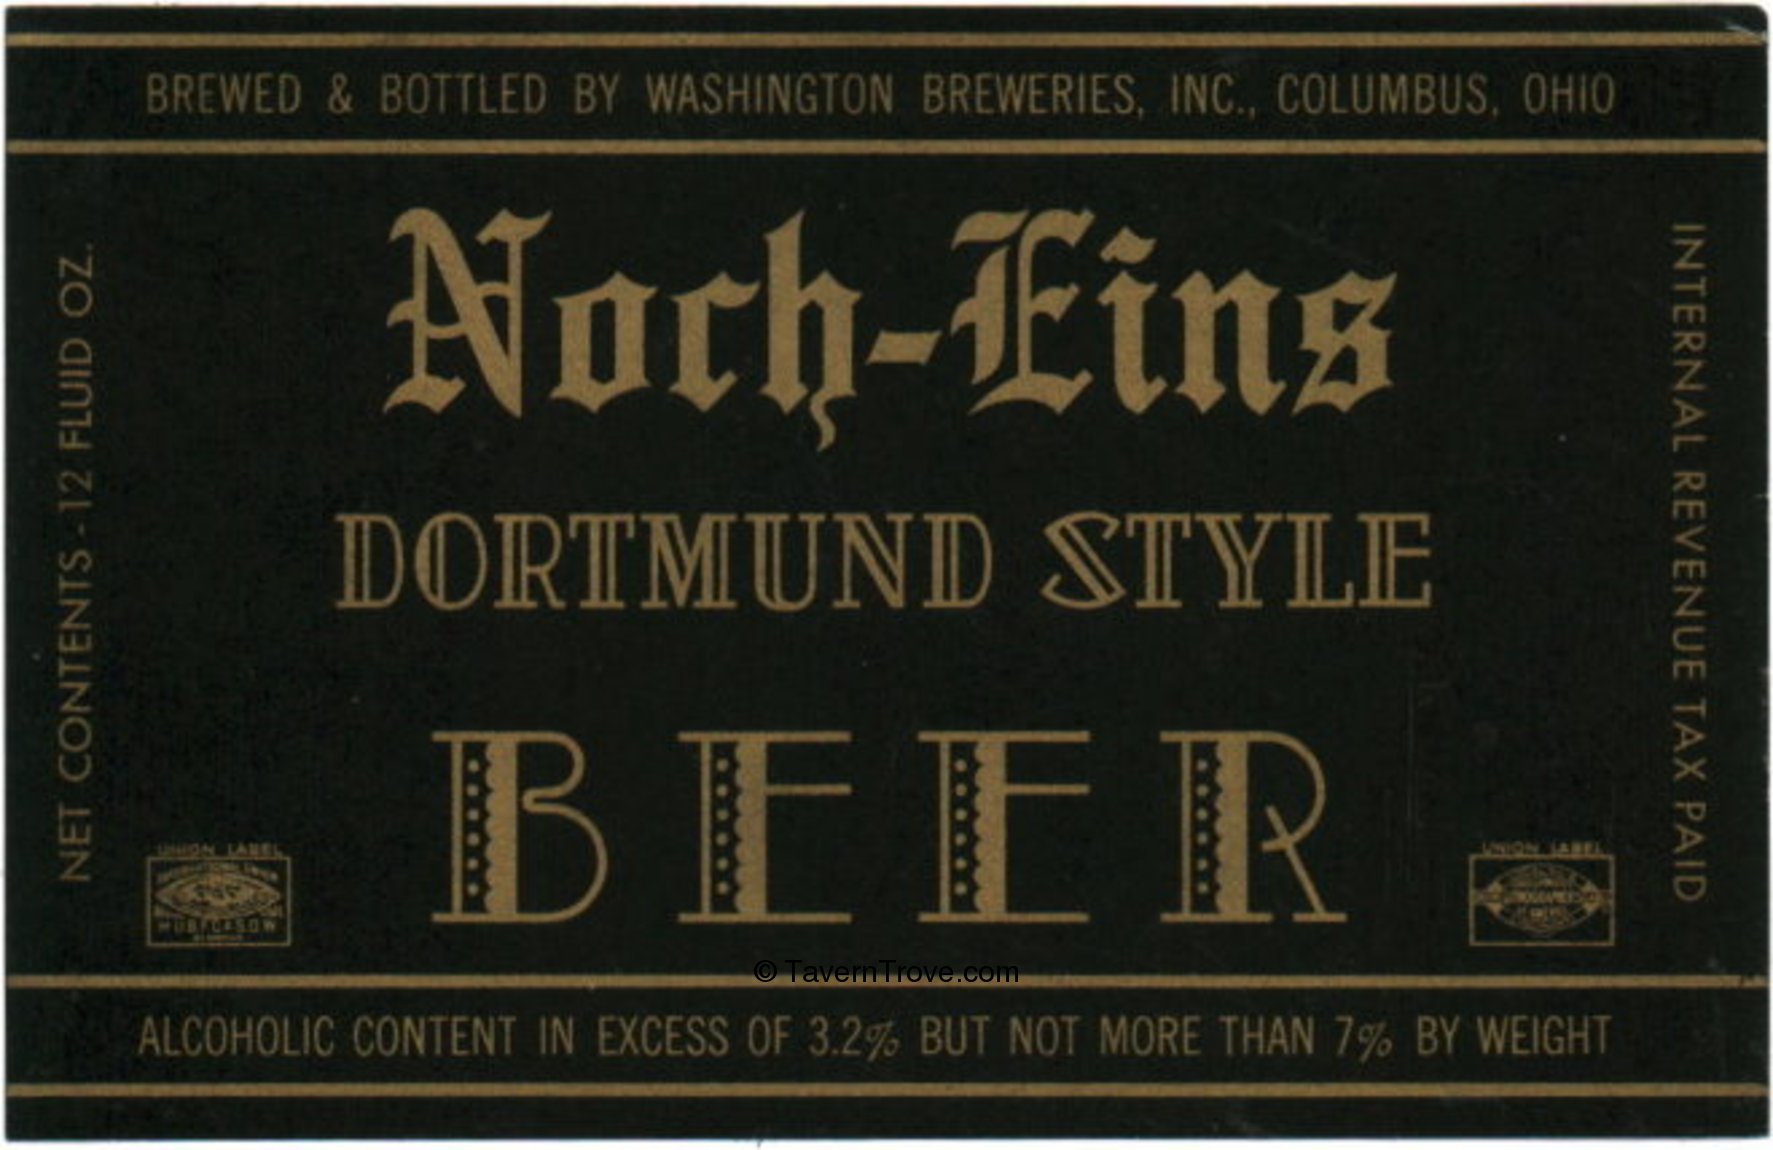 BREWED & BOTTLED BY WASHINGTON BREWERIES, INC., COLUMBUS, OHIO
NET CONTENTS - 12 FLUID OZ.
Noch-Eins
DORTMUND STYLE
BEER
INTERNAL REVENUE TAX PAID
UNION LABEL
UNION LABEL
© TavernTrove.com
ALCOHOLIC CONTENT IN EXCESS OF 3.2% BUT NOT MORE THAN 7% BY WEIGHT